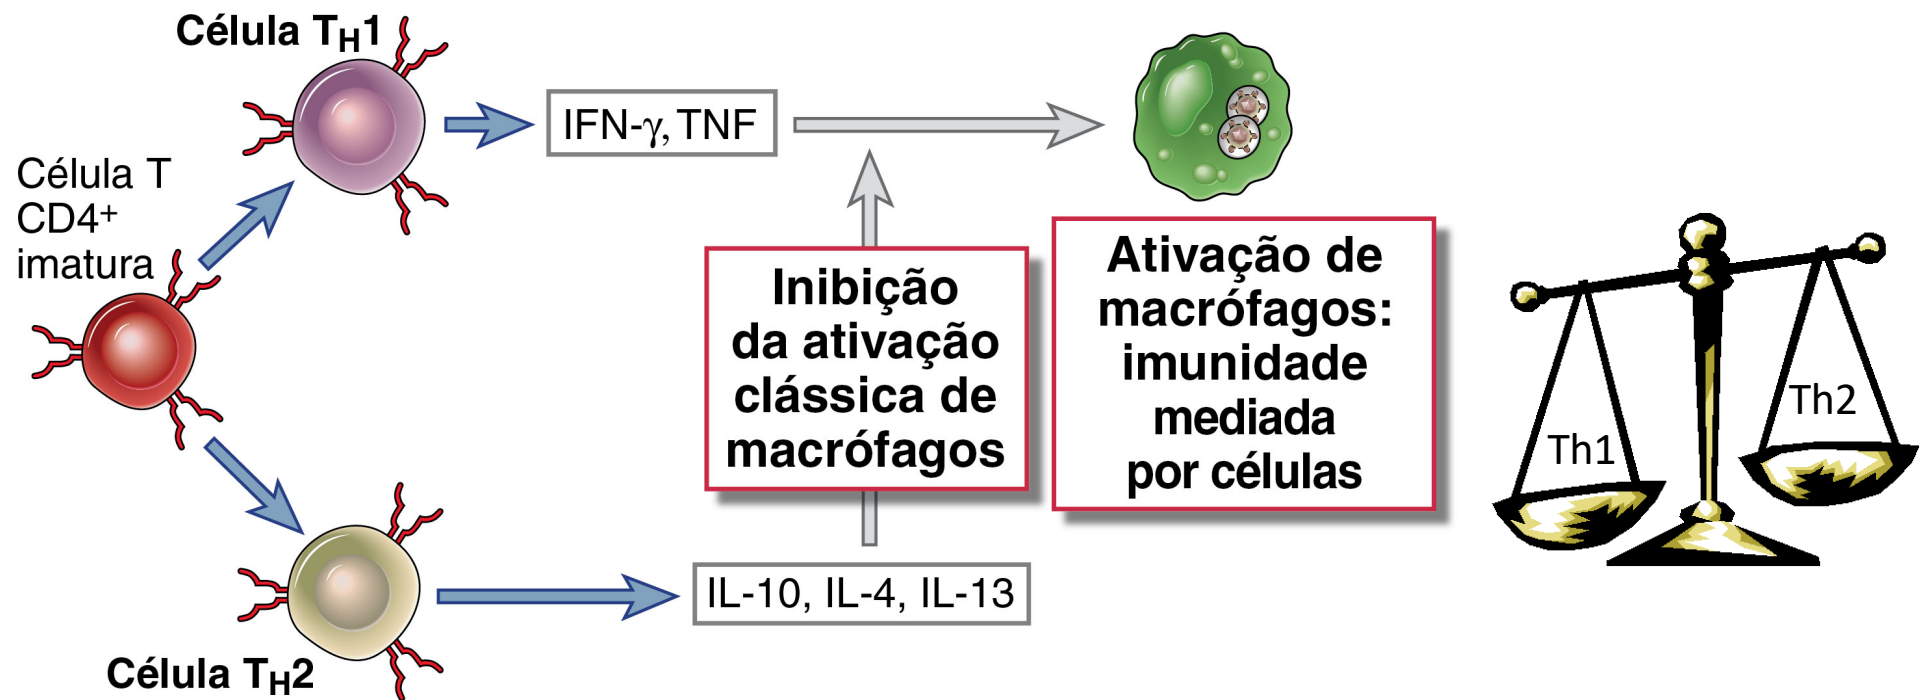 Célula TH1
IFN-γ, TNF
Célula T
CD4+
imatura
Inibição
da ativação
clássica de
macrófagos
Ativação de
macrófagos:
imunidade
mediada
por células
Th1
Th2
IL-10, IL-4, IL-13
Célula TH2